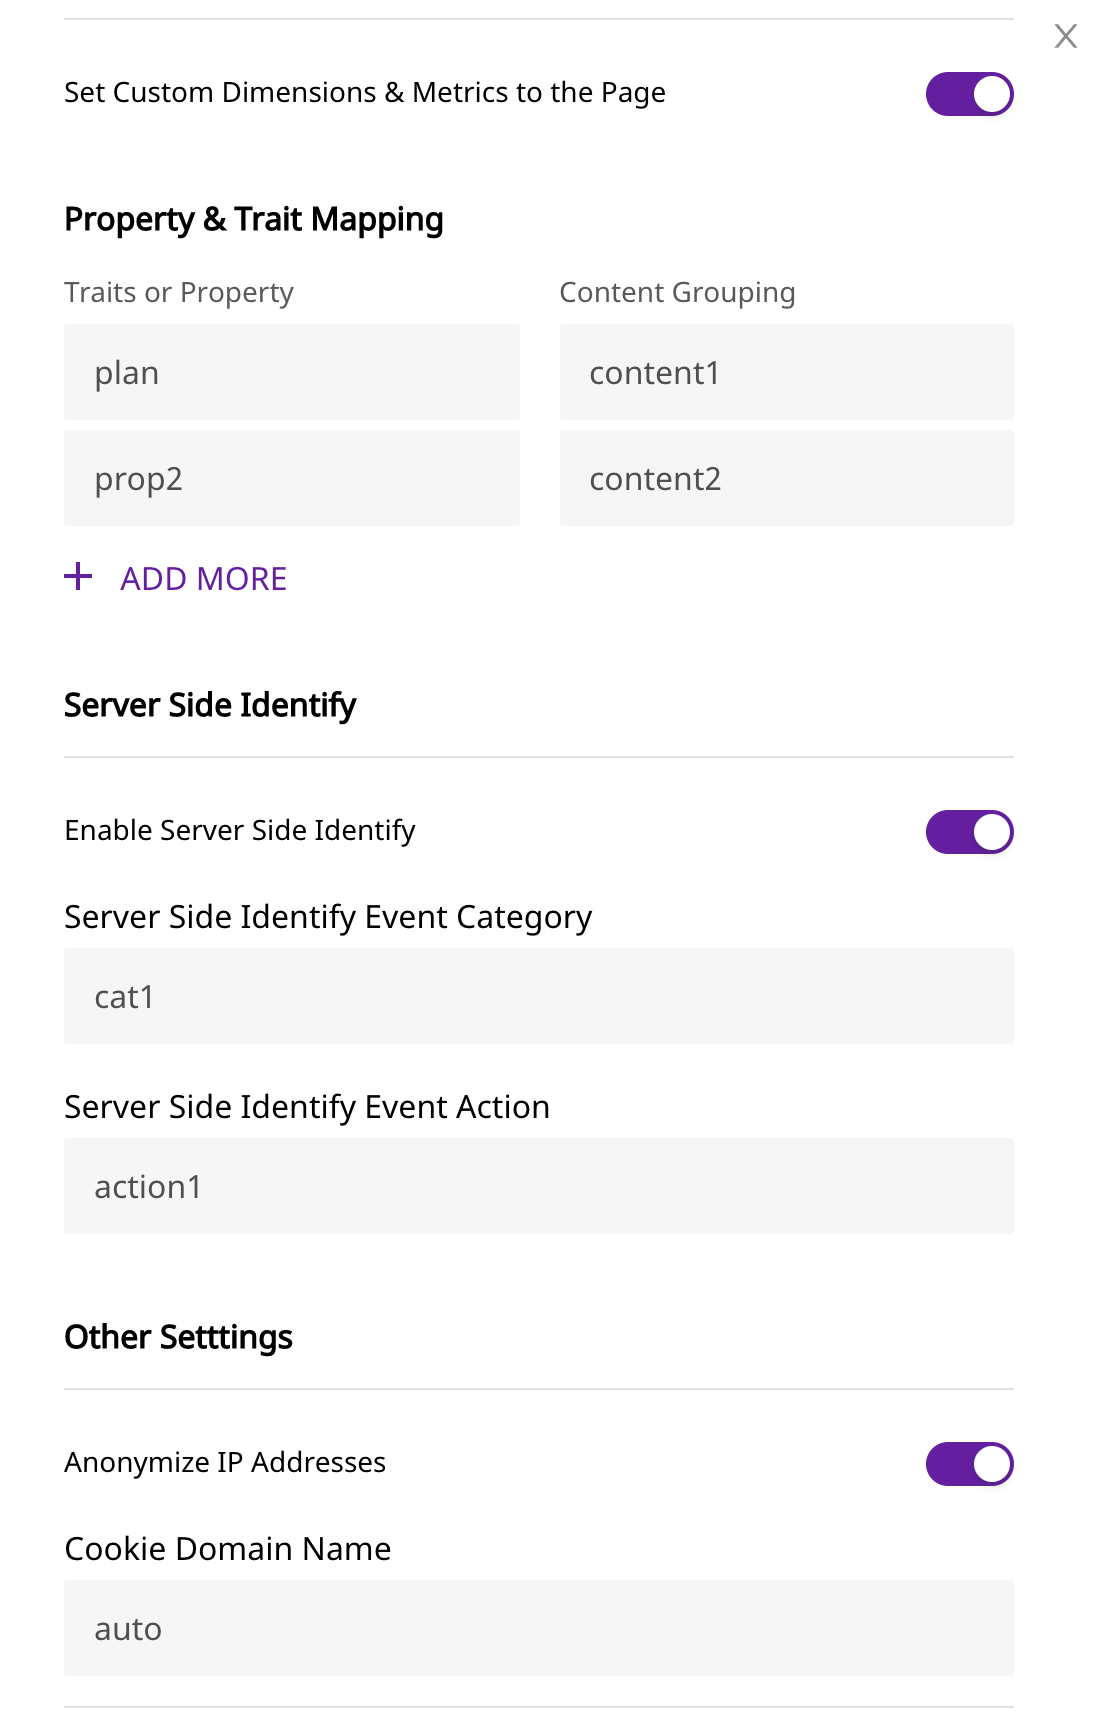 X
Set Custom Dimensions & Metrics to the Page
Property & Trait Mapping
Traits or Property Content Grouping
plan content1
prop2 content2
+ ADD MORE
Server Side Identify
Enable Server Side Identify
Server Side Identify Event Category
cat1
Server Side Identify Event Action
action1
Other Setttings
Anonymize IP Addresses
Cookie Domain Name
auto